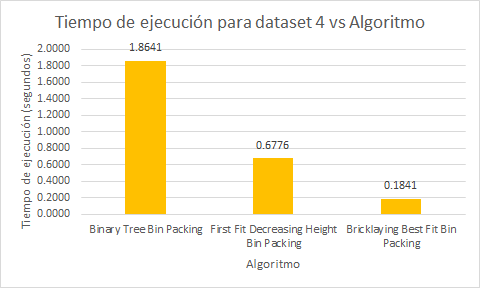 Tiempo de ejecución para dataset 4 vs Algoritmo
Tiempo de ejecución (segundos)
2.0000
1.8000
1.6000
1.4000
1.2000
1.0000
0.8000
0.6000
0.4000
0.2000
0.0000
1.8641
0.6776
0.1841
Binary Tree Bin Packing
First Fit Decreasing Height
Bin Packing
Bricklaying Best Fit Bin
Packing
Algoritmo